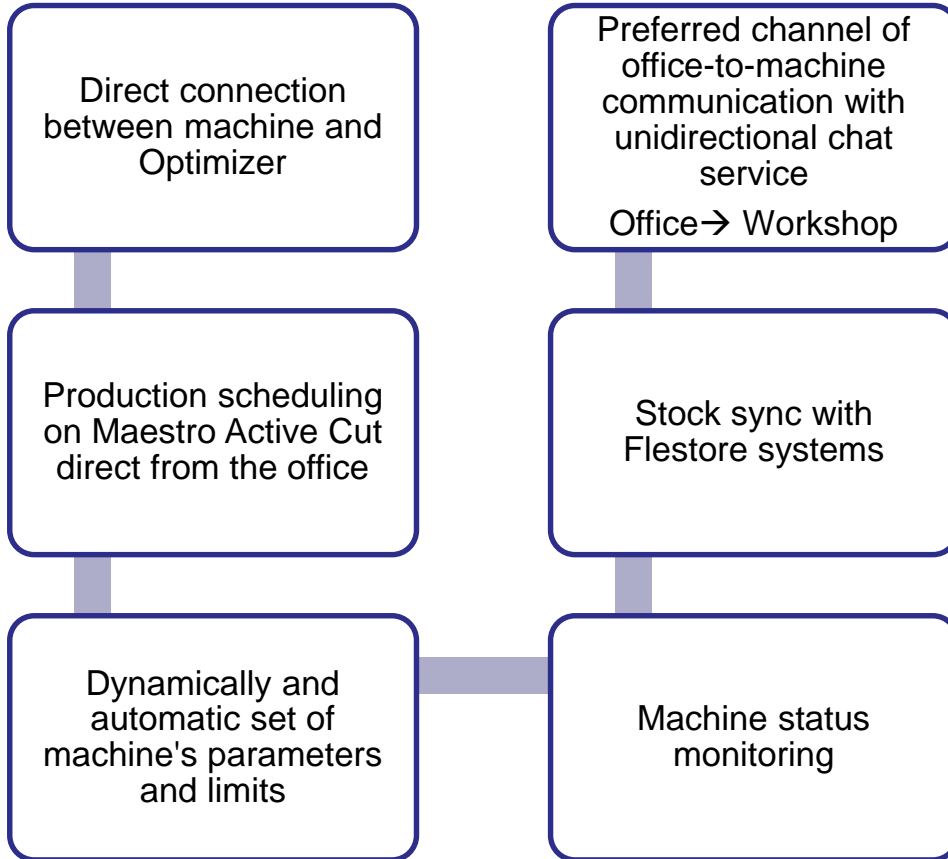 Direct connection
between machine and
Optimizer
Production scheduling
on Maestro Active Cut
direct from the office
Dynamically and
automatic set of
machine's parameters
and limits
Machine status
monitoring
Stock sync with
Flestore systems
Preferred channel of
office-to-machine
communication with
unidirectional chat
service
Office→ Workshop